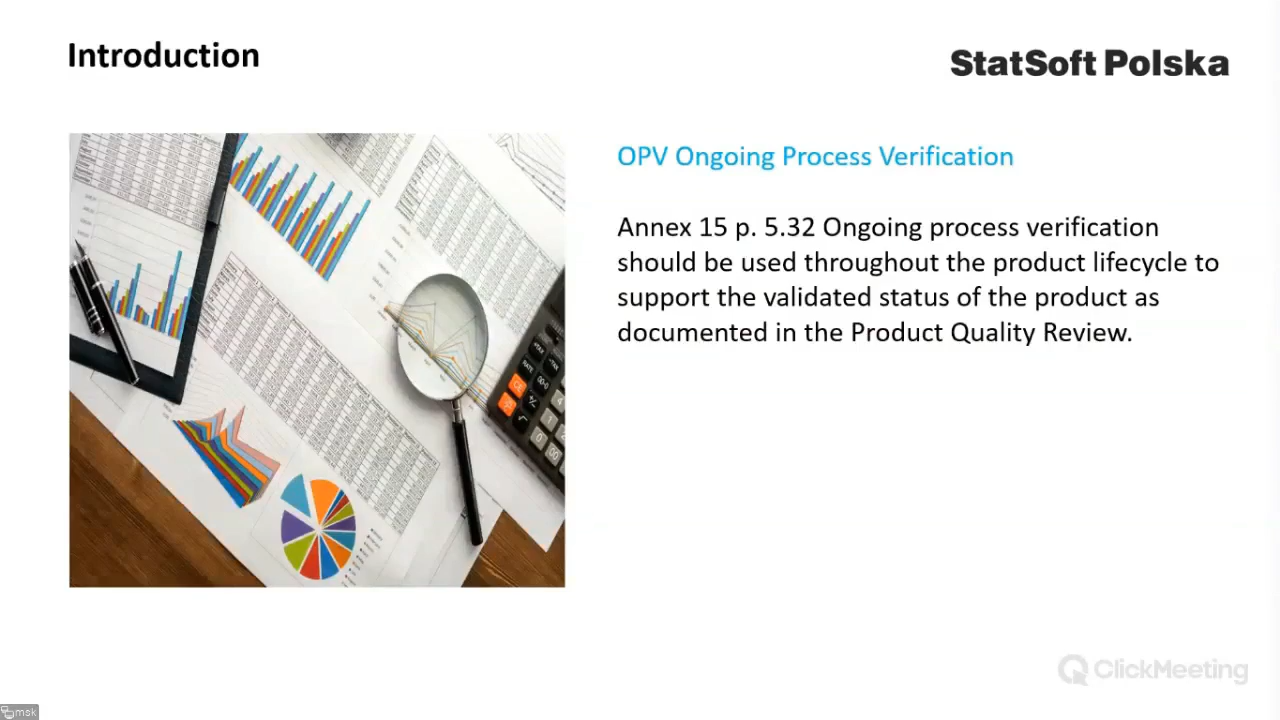 Introduction
StatSoft Polska
OPV Ongoing Process Verification
Annex 15 p. 5.32 Ongoing process verification
should be used throughout the product lifecycle to
support the validated status of the product as
documented in the Product Quality Review.
ClickMeeting
msk